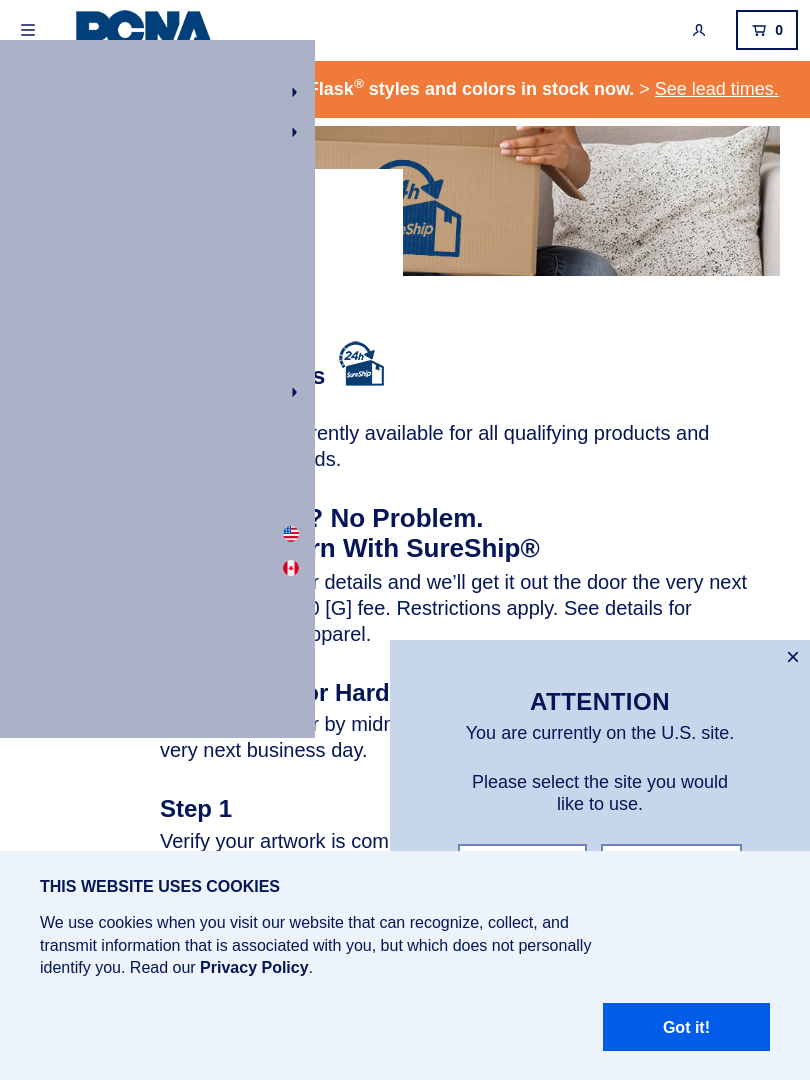 PCNA
0
Flask® styles and colors in stock now. > See lead times.
24h
SureShip
s
24h
SureShip
rently available for all qualifying products and
ds.
? No Problem.
rn With SureShip®
r details and we’ll get it out the door the very next
0 [G] fee. Restrictions apply. See details for
pparel.
or Hard
r by midn
very next business day.
Step 1
Verify your artwork is com
×
ATTENTION
You are currently on the U.S. site.
Please select the site you would
like to use.
THIS WEBSITE USES COOKIES
We use cookies when you visit our website that can recognize, collect, and
transmit information that is associated with you, but which does not personally
identify you. Read our Privacy Policy.
Got it!